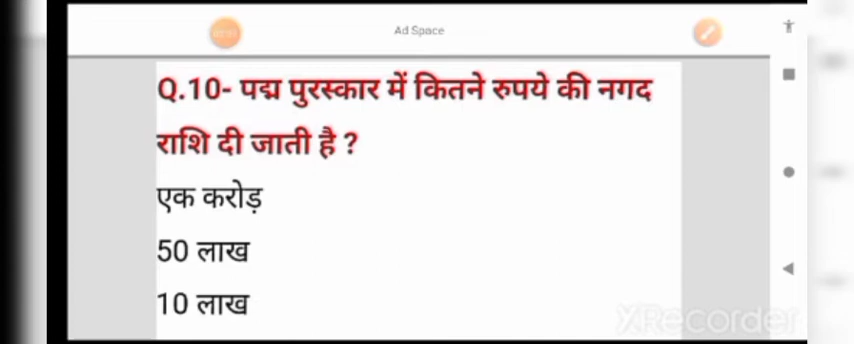 Ad Space
Q.10- पद्म पुरस्कार में कितने रुपये की नगद
राशि दी जाती है ?
एक करोड़
50 लाख
10 लाख
XRecorder